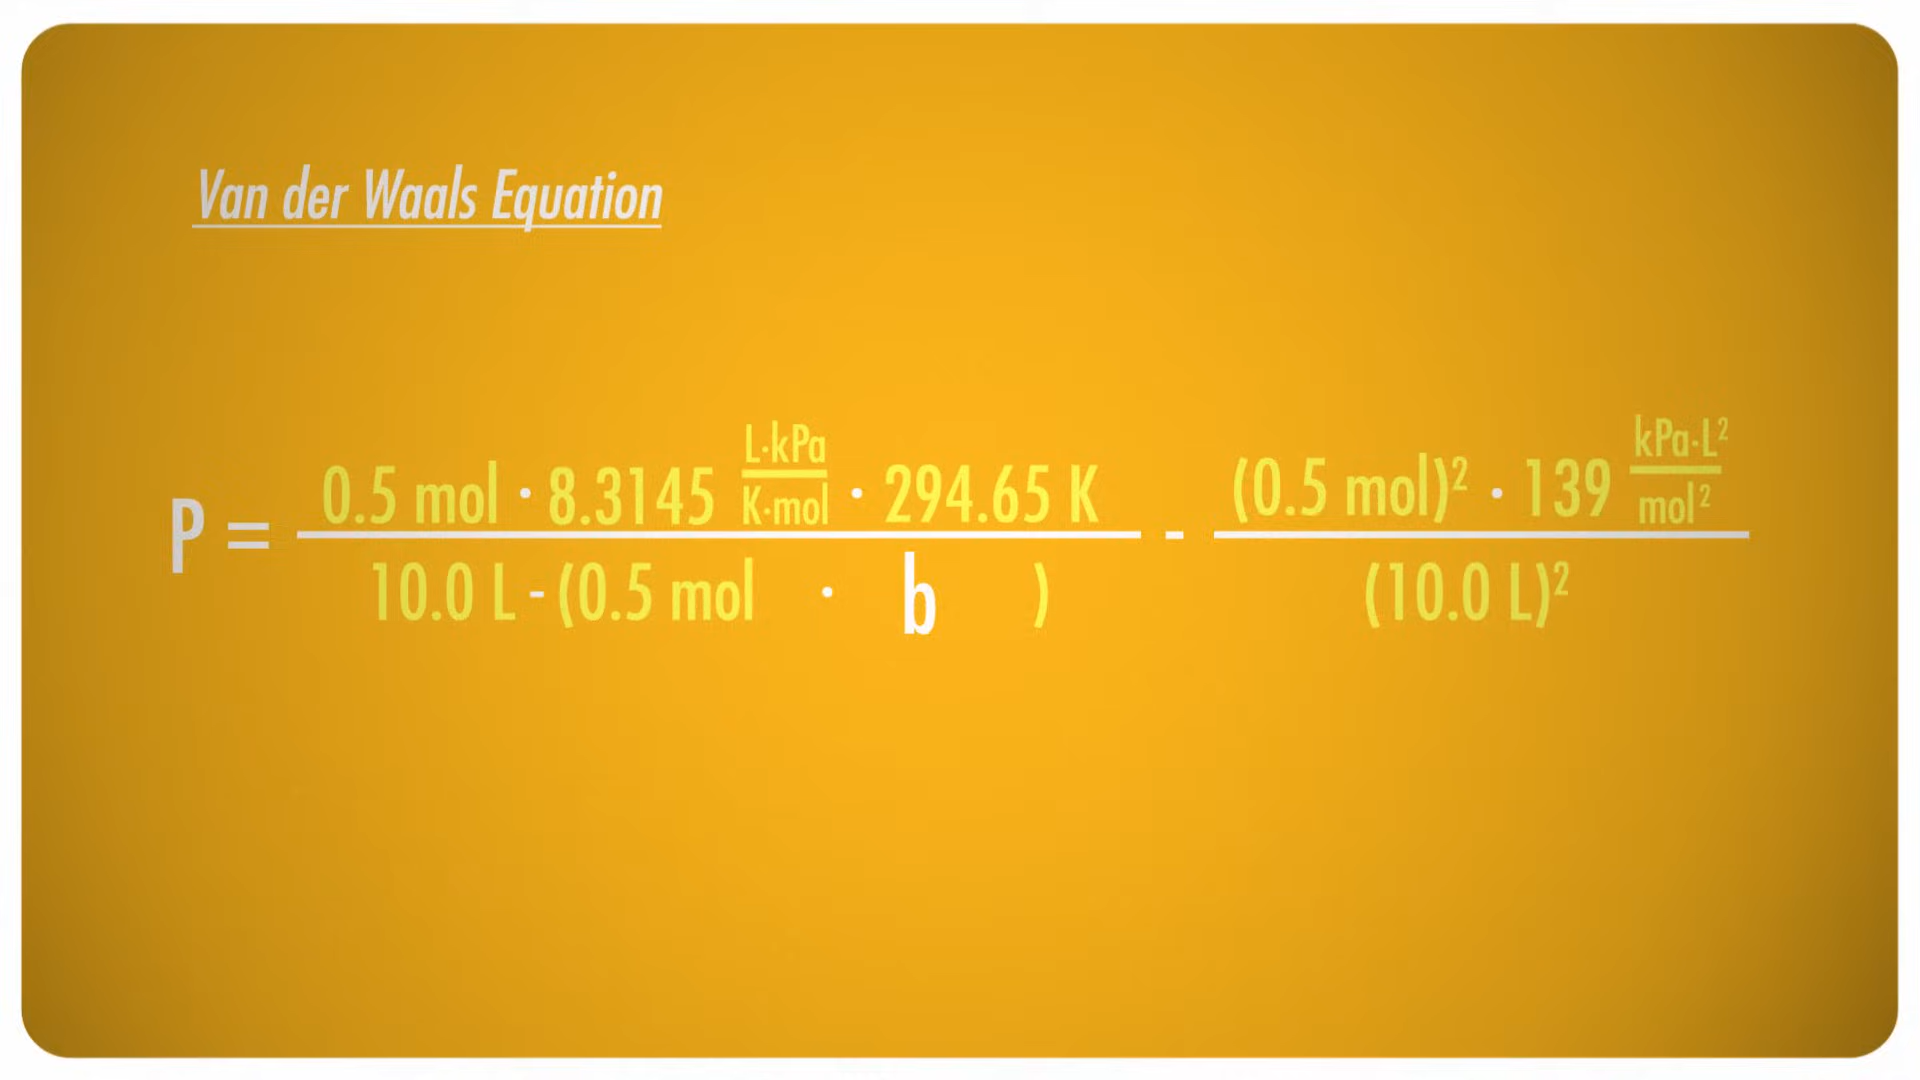 Van der Waals Equation
P = 0.5 mol · 8.3145 L·kPa/K·mol · 294.65 K - (0.5 mol)² · 139 kPa·L²/mol²
10.0 L - (0.5 mol · b ) (10.0 L)²